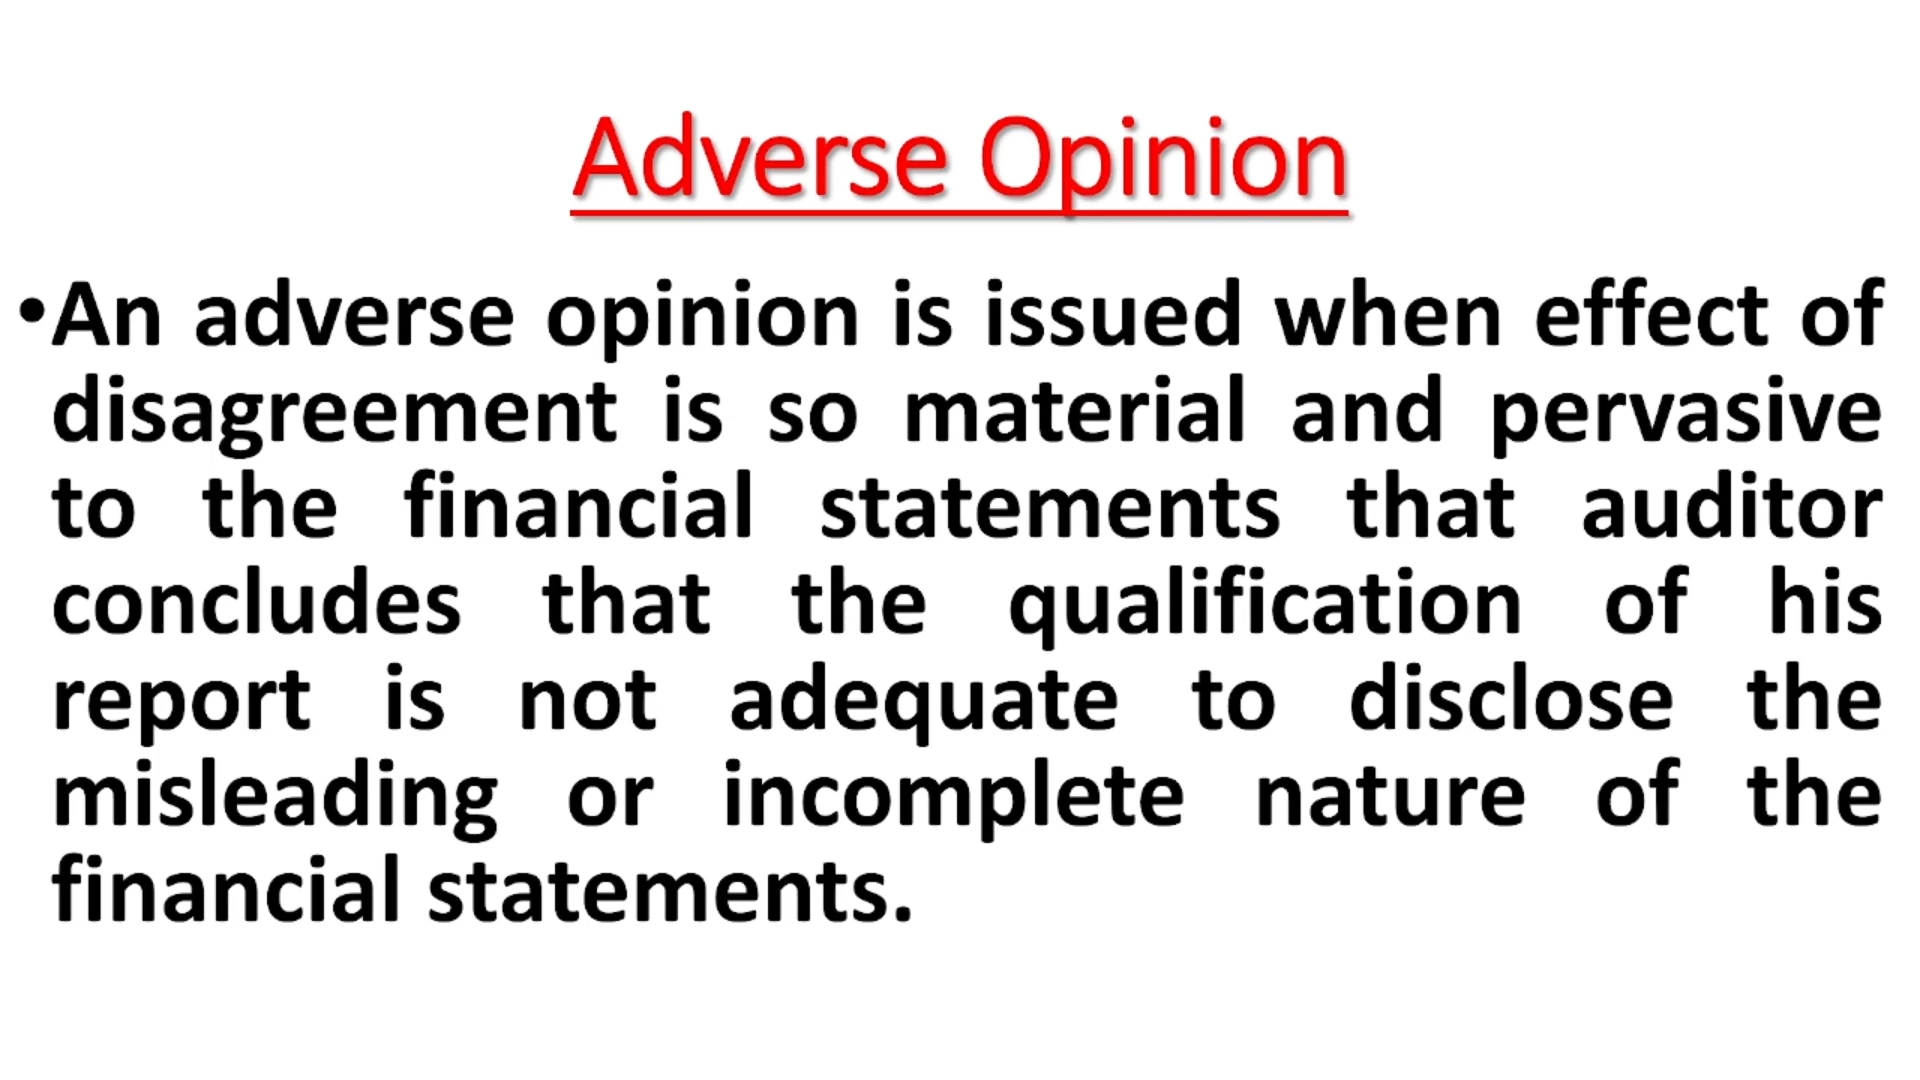 Adverse Opinion
•An adverse opinion is issued when effect of
disagreement is so material and pervasive
to the financial statements that auditor
concludes that the qualification of his
report is not adequate to disclose the
misleading or incomplete nature of the
financial statements.